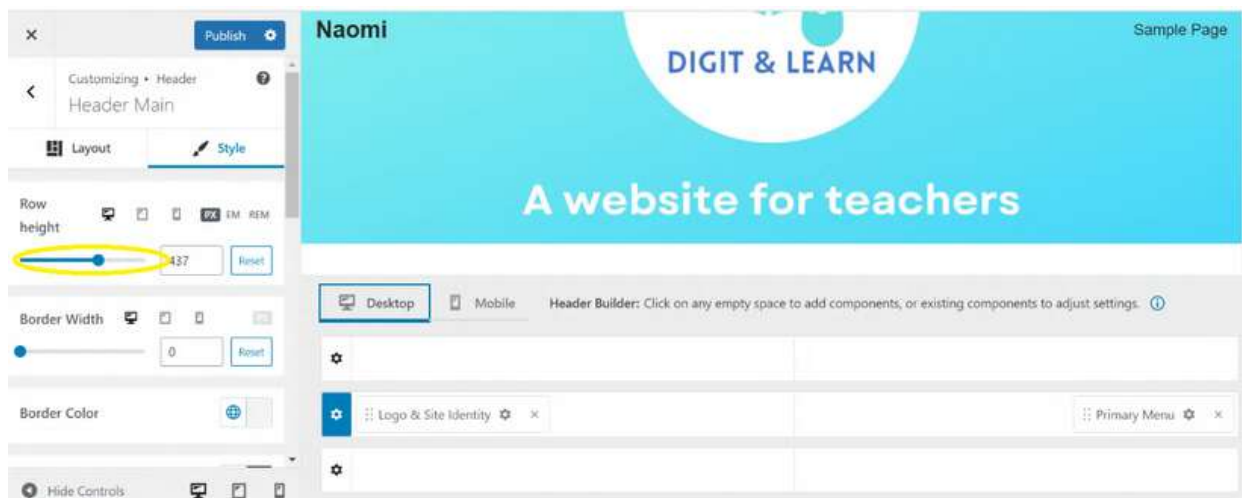 Publish
Customizing • Header
Header Main
Layout
Style
Row height
PX EM REM
437
Reset
Border Width
PX
0
Reset
Border Color
Hide Controls
Naomi
Sample Page
DIGIT & LEARN
A website for teachers
Desktop
Mobile
Header Builder: Click on any empty space to add components, or existing components to adjust settings.
Logo & Site Identity
Primary Menu